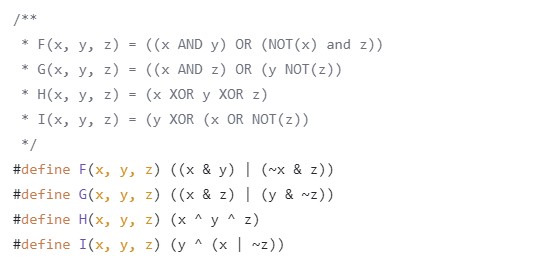 /**
 * F(x, y, z) = ((x AND y) OR (NOT(x) and z))
 * G(x, y, z) = ((x AND z) OR (y NOT(z))
 * H(x, y, z) = (x XOR y XOR z)
 * I(x, y, z) = (y XOR (x OR NOT(z))
 */
#define F(x, y, z) ((x & y) | (~x & z))
#define G(x, y, z) ((x & z) | (y & ~z))
#define H(x, y, z) (x ^ y ^ z)
#define I(x, y, z) (y ^ (x | ~z))